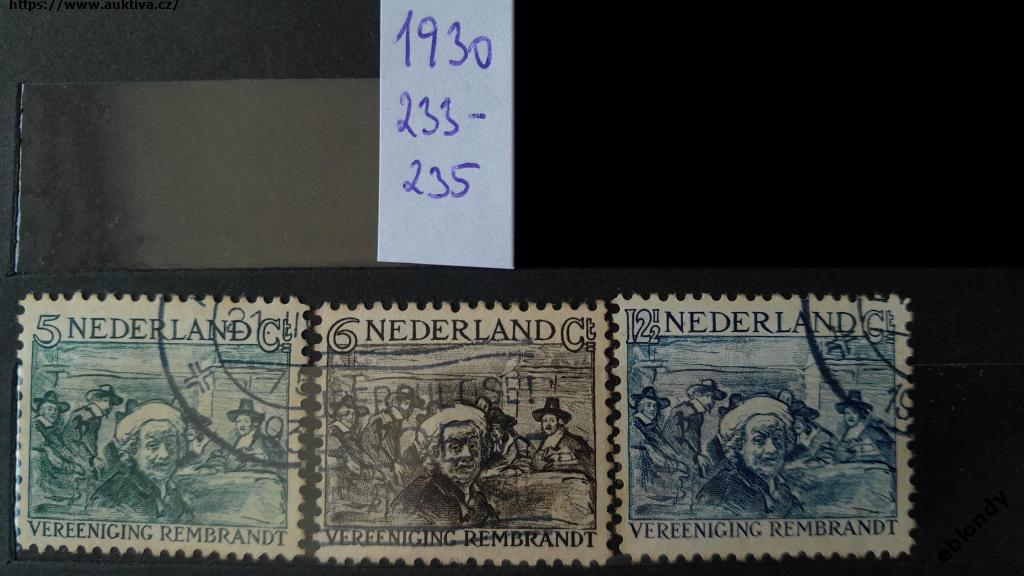 https://www.auktiva.cz/
1930
233-
235
5 NEDERLAND Ct
VEREENIGING REMBRANDT
6 NEDERLAND Ct
VEREENIGING REMBRANDT
12½ NEDERLAND Ct
VEREENIGING REMBRANDT
eblondy